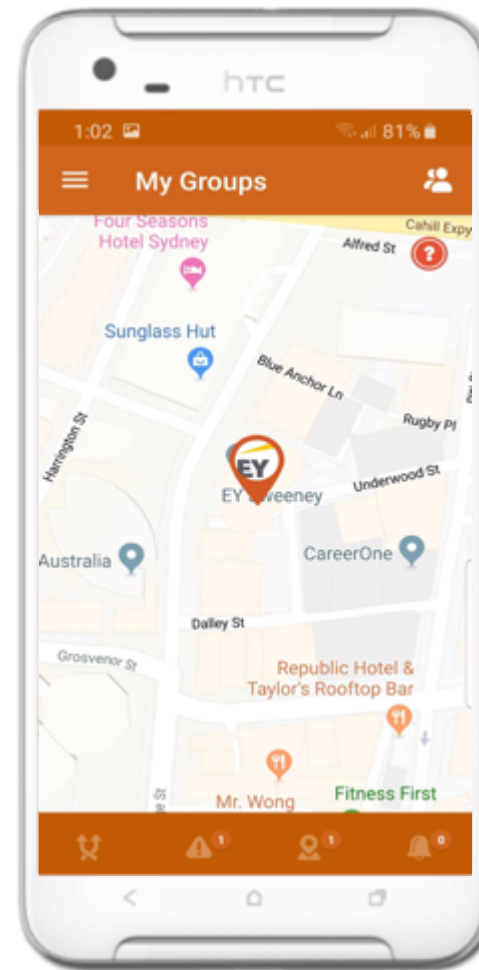 hTC
1:02
81%
My Groups
Four Seasons
Hotel Sydney
Cahill Expy
Alfred St
?
Sunglass Hut
Blue Anchor Ln
Rugby Pl
Harrington St
EY
EY Sweeney
Underwood St
Australia
CareerOne
Dalley St
Grosvenor St
Republic Hotel &
Taylor's Rooftop Bar
Mr. Wong
Fitness First
1
1
0